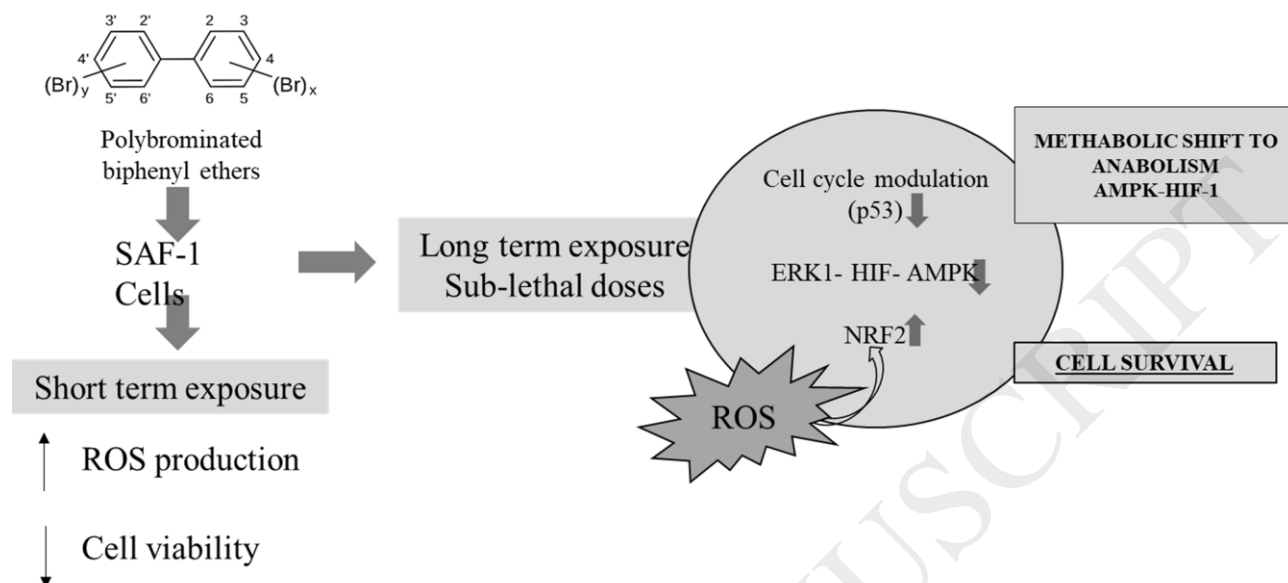 3' 2' 2 3
4' 4
(Br)y (Br)x
5' 6' 6 5
Polybrominated
biphenyl ethers
SAF-1
Cells
Short term exposure
ROS production
Cell viability
Long term exposure
Sub-lethal doses
Cell cycle modulation
(p53)
ERK1- HIF- AMPK
NRF2
ROS
METHABOLIC SHIFT TO
ANABOLISM
AMPK-HIF-1
CELL SURVIVAL
USCRIPT